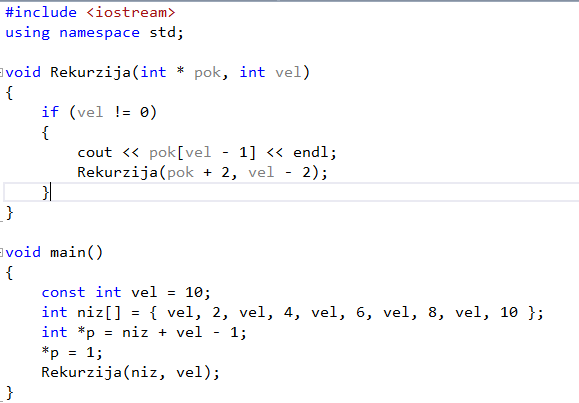 #include <iostream>
using namespace std;
void Rekurzija(int * pok, int vel)
{
if (vel != 0)
{
cout << pok[vel - 1] << endl;
Rekurzija(pok + 2, vel - 2);
}
}
void main()
{
const int vel = 10;
int niz[] = { vel, 2, vel, 4, vel, 6, vel, 8, vel, 10 };
int *p = niz + vel - 1;
*p = 1;
Rekurzija(niz, vel);
}